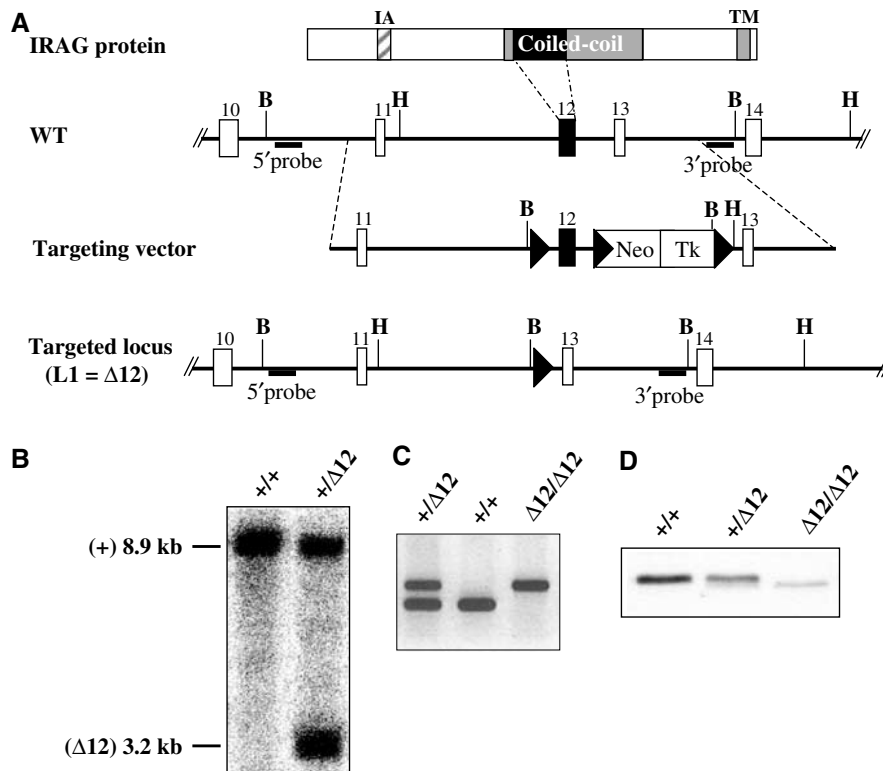 A
IRAG protein
IA
Coiled-coil
TM
WT
10 B 11 H 12 13 B 14 H
5′probe 3′probe
Targeting vector
11 B 12 Neo Tk B H 13
Targeted locus
(L1 = Δ12)
10 B 11 H B 13 B 14 H
5′probe 3′probe
B
+/+ +/Δ12
(+) 8.9 kb
(Δ12) 3.2 kb
C
+/Δ12 +/+ Δ12/Δ12
D
+/+ +/Δ12 Δ12/Δ12